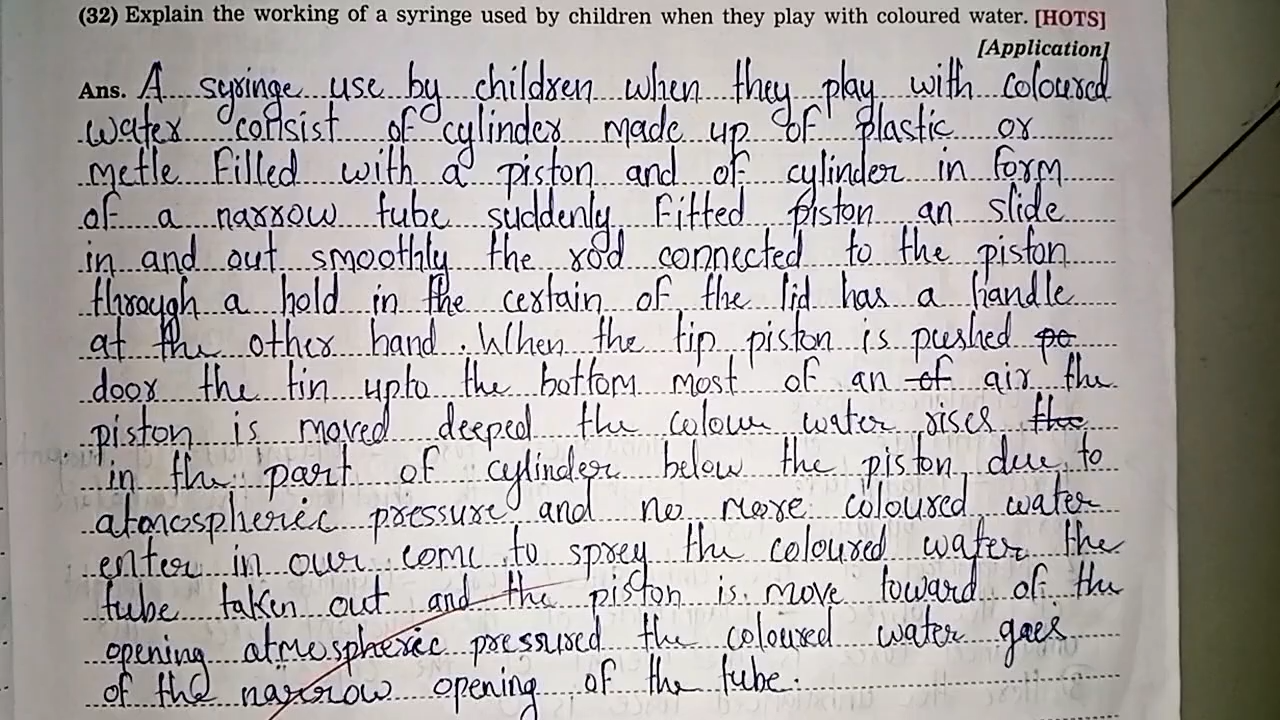 (32) Explain the working of a syringe used by children when they play with coloured water. [HOTS]
[Application]
Ans. A syringe use by children when they play with coloured
water consist of cylinder made up of plastic or
metle filled with a piston and of cylinder in form
of a narrow tube suddenly fitted piston an slide
in and out smoothly the rod connected to the piston
through a hold in the certain of the lid has a handle
at the other hand. When the tip piston is pushed po
door the tin upto the bottom most of an of air the
piston is moved deeped the colour water rises the
in the part of cylinder below the piston due to
atmospheric pressure and no more coloured water
enter in our come to sprey the coloured water the
tube taken out and the piston is move toward of the
opening atmospheric pressured the coloured water goes
of the narrow opening of the tube.